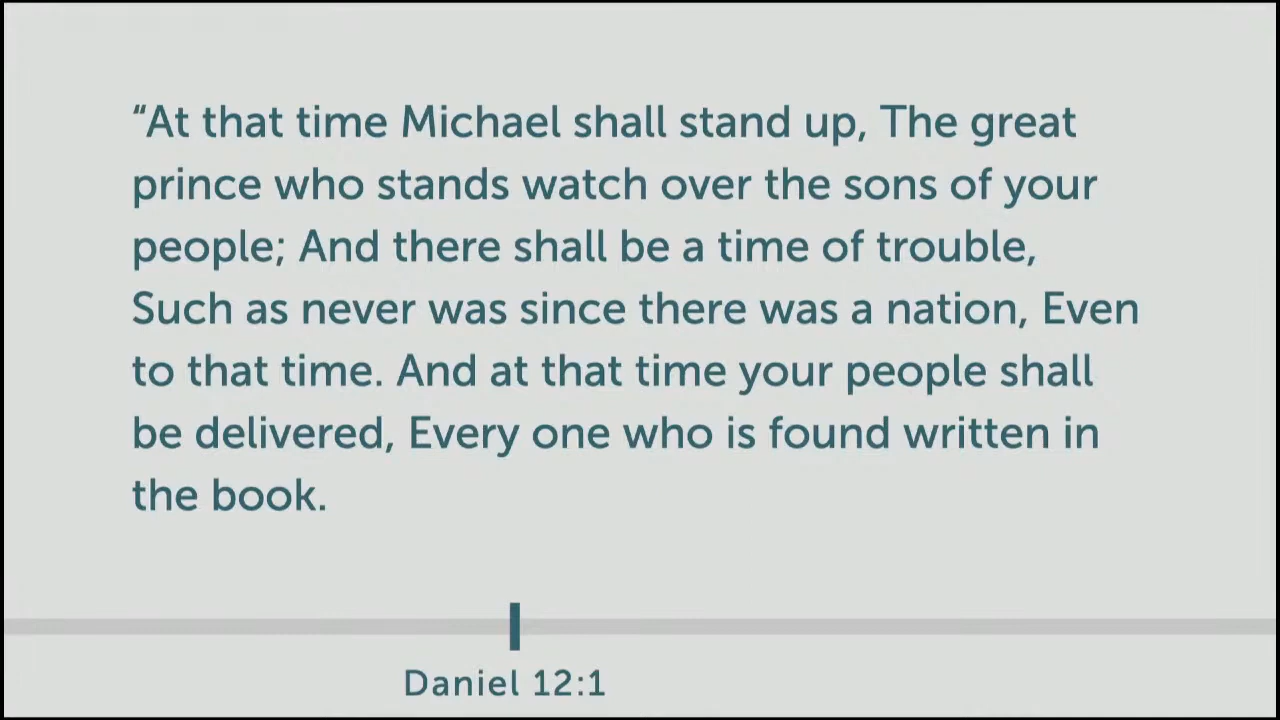 “At that time Michael shall stand up, The great
prince who stands watch over the sons of your
people; And there shall be a time of trouble,
Such as never was since there was a nation, Even
to that time. And at that time your people shall
be delivered, Every one who is found written in
the book.
Daniel 12:1